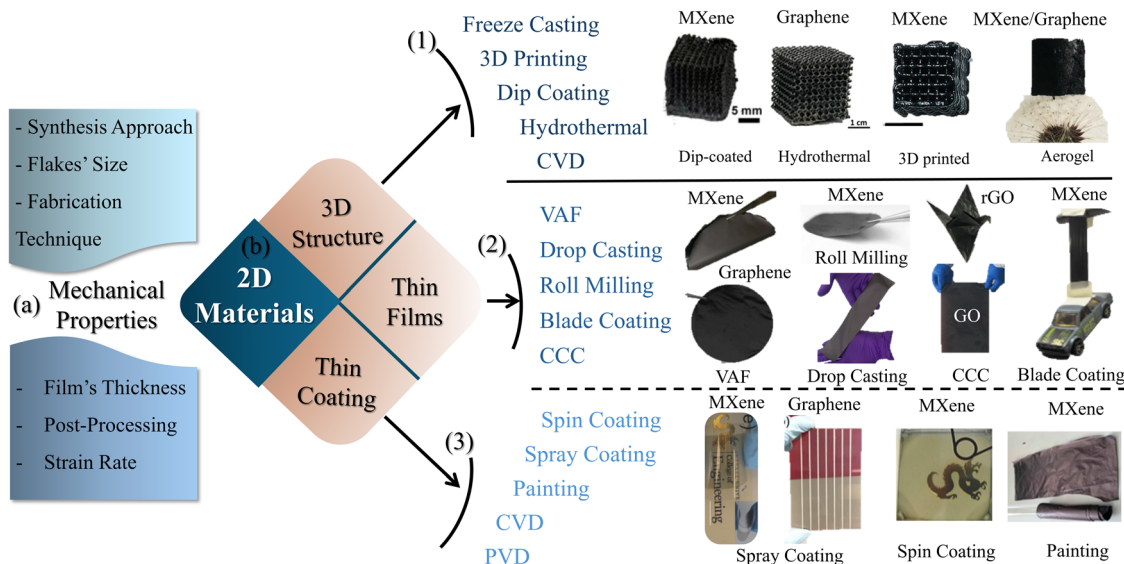 - Synthesis Approach
- Flakes' Size
- Fabrication
Technique
(a) Mechanical
Properties
- Film's Thickness
- Post-Processing
- Strain Rate
(b)
2D
Materials
3D
Structure
Thin
Films
Thin
Coating
(1)
Freeze Casting
3D Printing
Dip Coating
Hydrothermal
CVD
MXene
Graphene
MXene
MXene/Graphene
5 mm
1 cm
Dip-coated
Hydrothermal
3D printed
Aerogel
(2)
VAF
Drop Casting
Roll Milling
Blade Coating
CCC
MXene
MXene
rGO
MXene
Roll Milling
Graphene
GO
VAF
Drop Casting
CCC
Blade Coating
(3)
Spin Coating
Spray Coating
Painting
CVD
PVD
MXene
Graphene
MXene
MXene
e)
ngineering
Spray Coating
Spin Coating
Painting